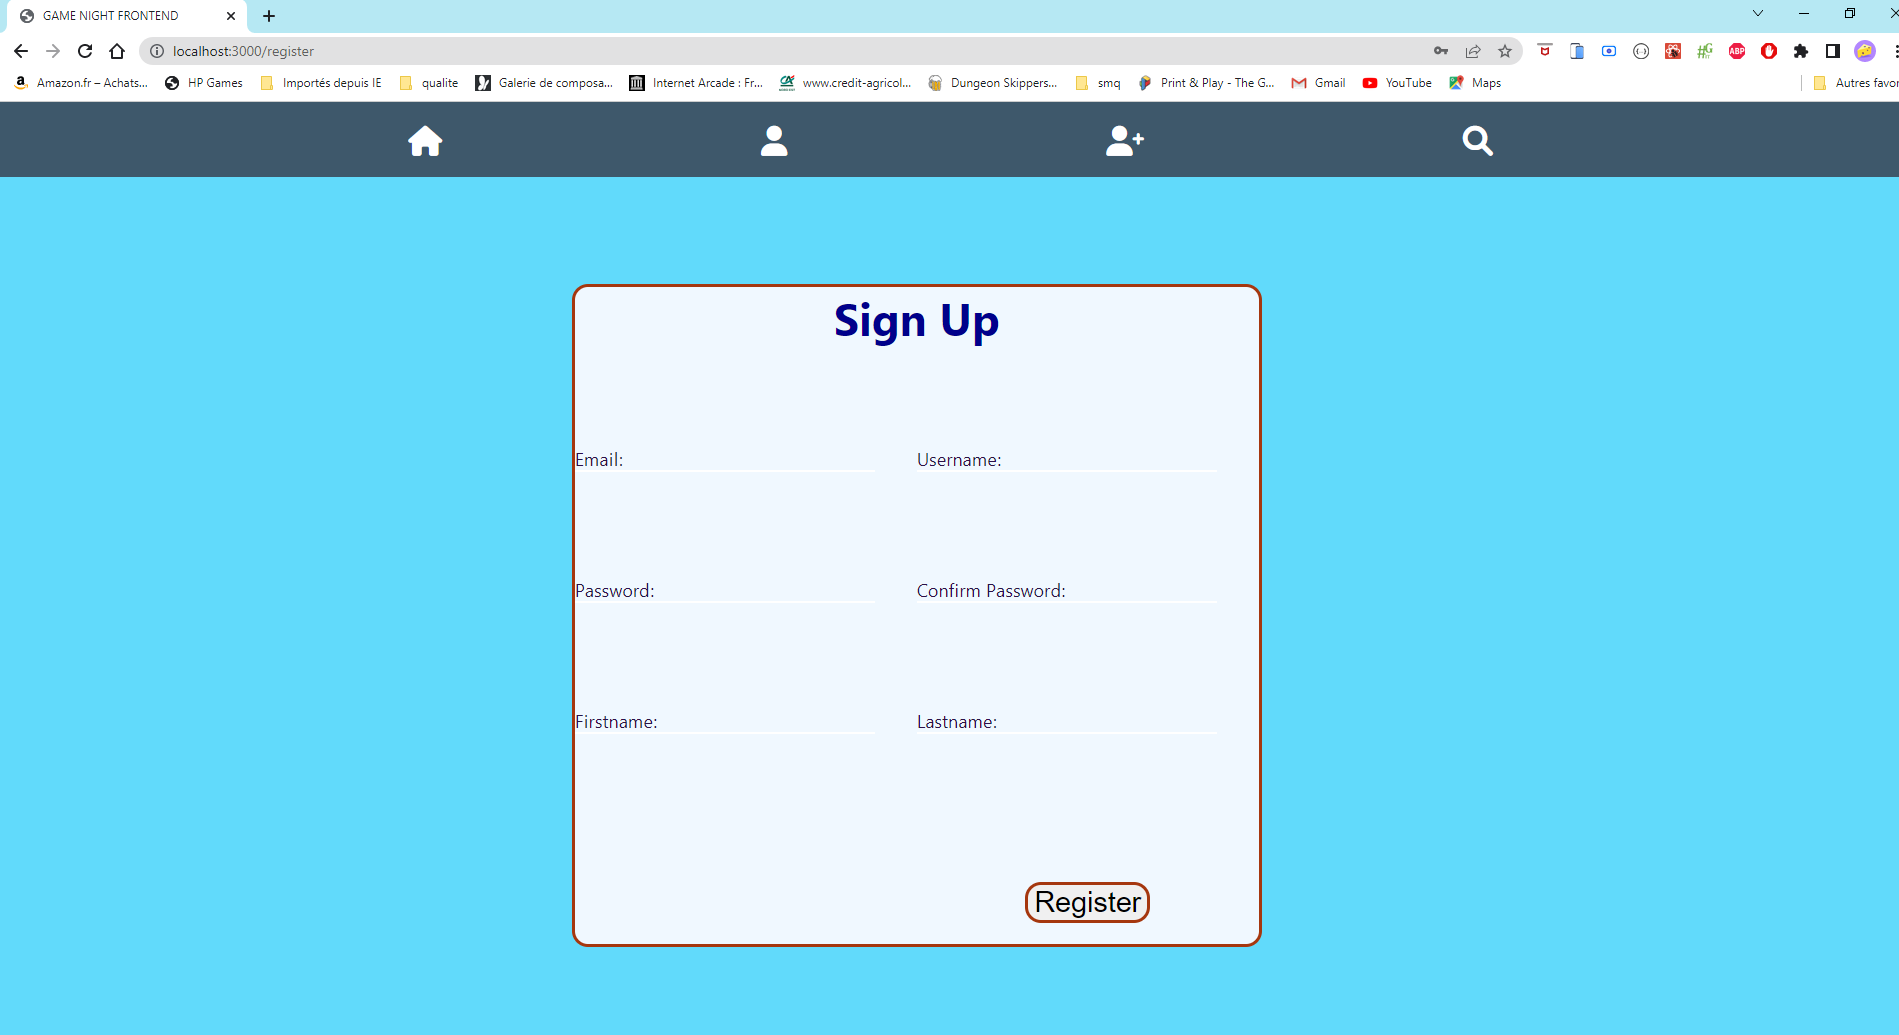 GAME NIGHT FRONTEND
localhost:3000/register
Amazon.fr – Achats... HP Games Importés depuis IE qualite Galerie de composa... Internet Arcade : Fr... www.credit-agricol... Dungeon Skippers... smq Print & Play - The G... Gmail YouTube Maps Autres favor
Sign Up
Email: Username:
Password: Confirm Password:
Firstname: Lastname:
Register